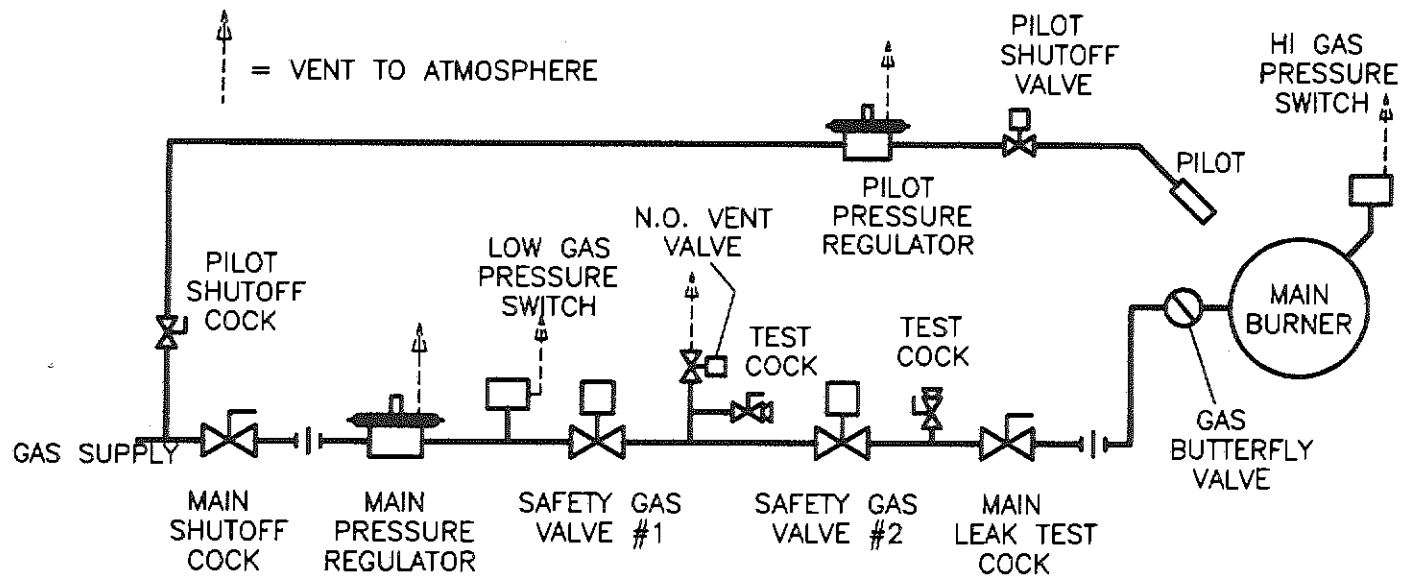 = VENT TO ATMOSPHERE
PILOT
SHUTOFF
VALVE
HI GAS
PRESSURE
SWITCH
PILOT
PILOT
PRESSURE
REGULATOR
N.O. VENT
VALVE
LOW GAS
PRESSURE
SWITCH
PILOT
SHUTOFF
COCK
TEST
COCK
TEST
COCK
MAIN
BURNER
GAS SUPPLY
GAS
BUTTERFLY
VALVE
MAIN
SHUTOFF
COCK
MAIN
PRESSURE
REGULATOR
SAFETY GAS
VALVE #1
SAFETY GAS
VALVE #2
MAIN
LEAK TEST
COCK